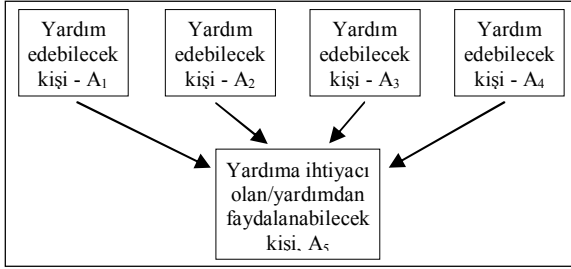 Yardım
edebilecek
kişi - A₁
Yardım
edebilecek
kişi - A₂
Yardım
edebilecek
kişi - A₃
Yardım
edebilecek
kişi - A₄
Yardıma ihtiyacı
olan/yardımdan
faydalanabilecek
kişi, A₅